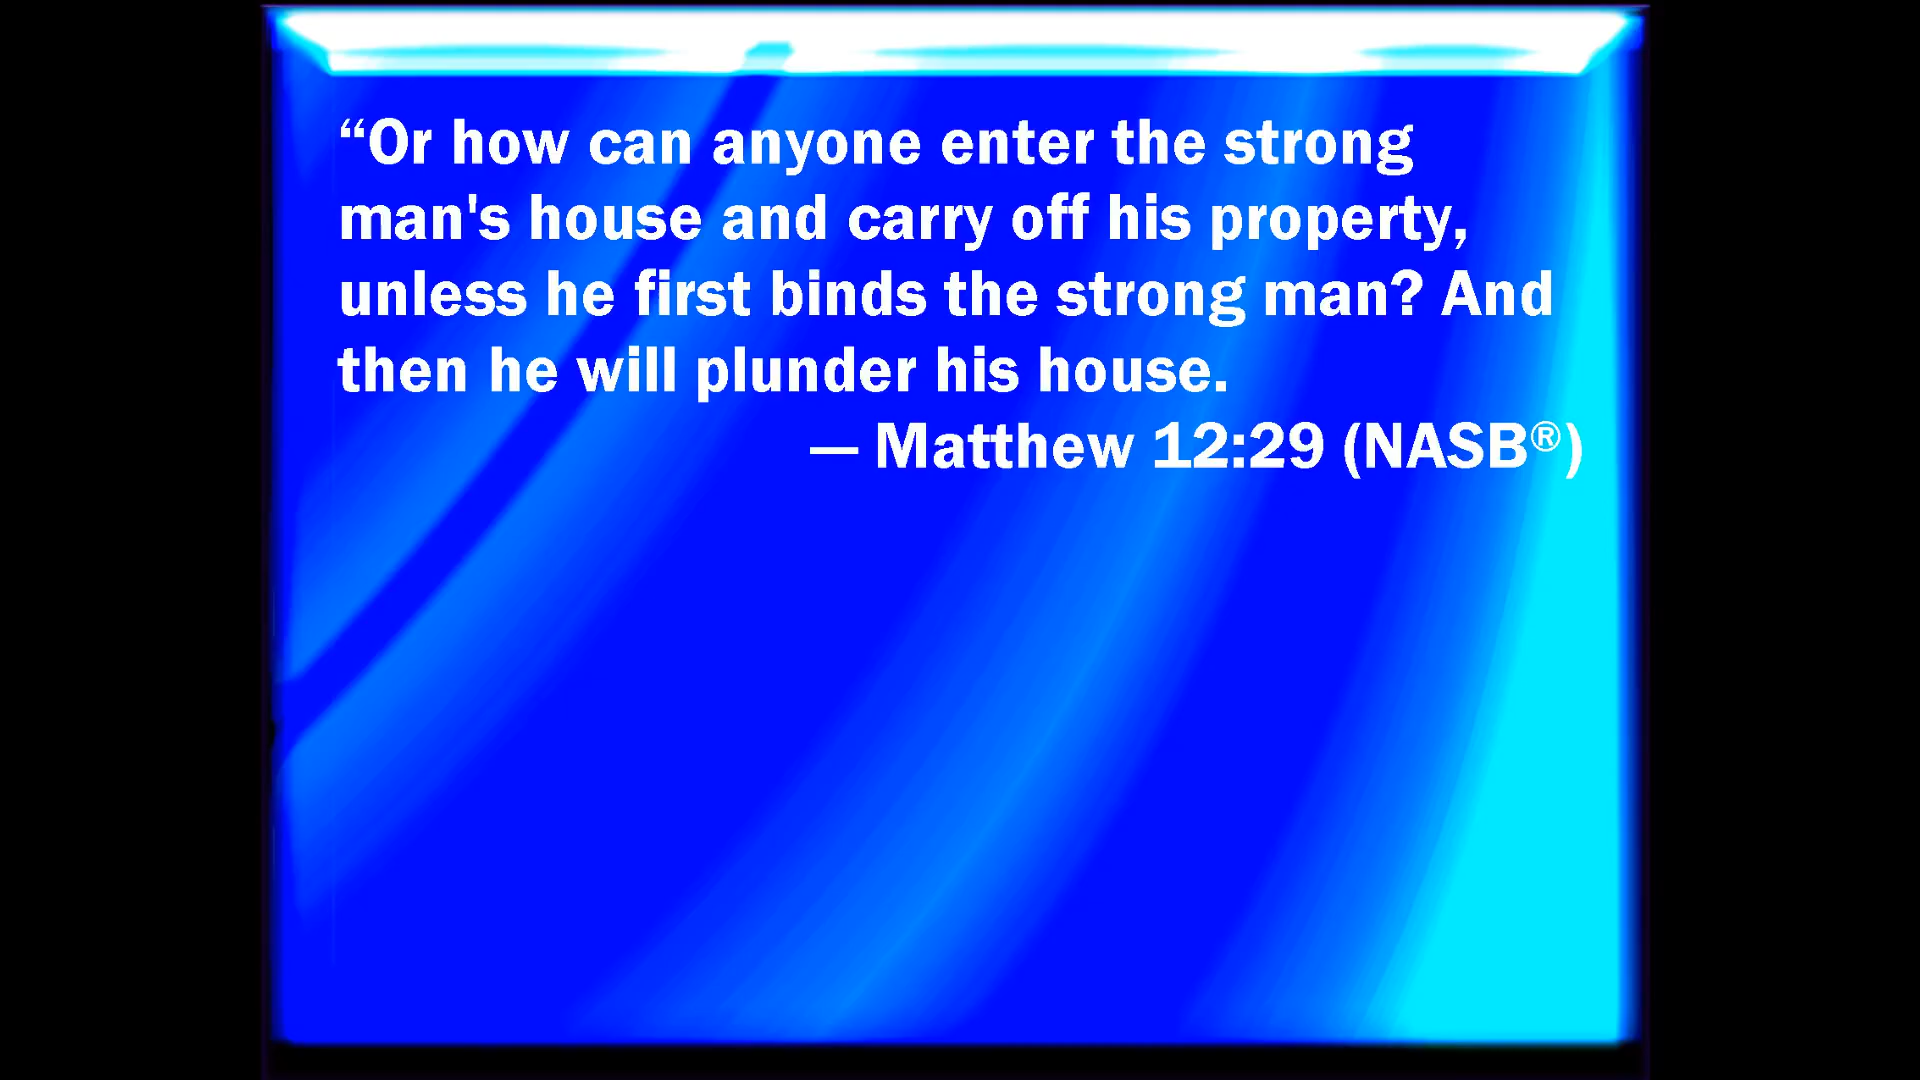 “Or how can anyone enter the strong
man's house and carry off his property,
unless he first binds the strong man? And
then he will plunder his house.
— Matthew 12:29 (NASB®)